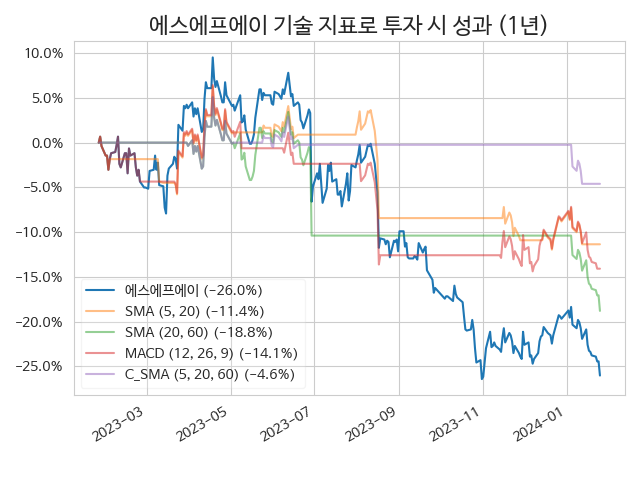 에스에프에이 기술 지표로 투자 시 성과 (1년)
10.0%
5.0%
0.0%
−5.0%
−10.0%
−15.0%
−20.0%
−25.0%
에스에프에이 (−26.0%)
SMA (5, 20) (−11.4%)
SMA (20, 60) (−18.8%)
MACD (12, 26, 9) (−14.1%)
C_SMA (5, 20, 60) (−4.6%)
2023−03
2023−05
2023−07
2023−09
2023−11
2024−01